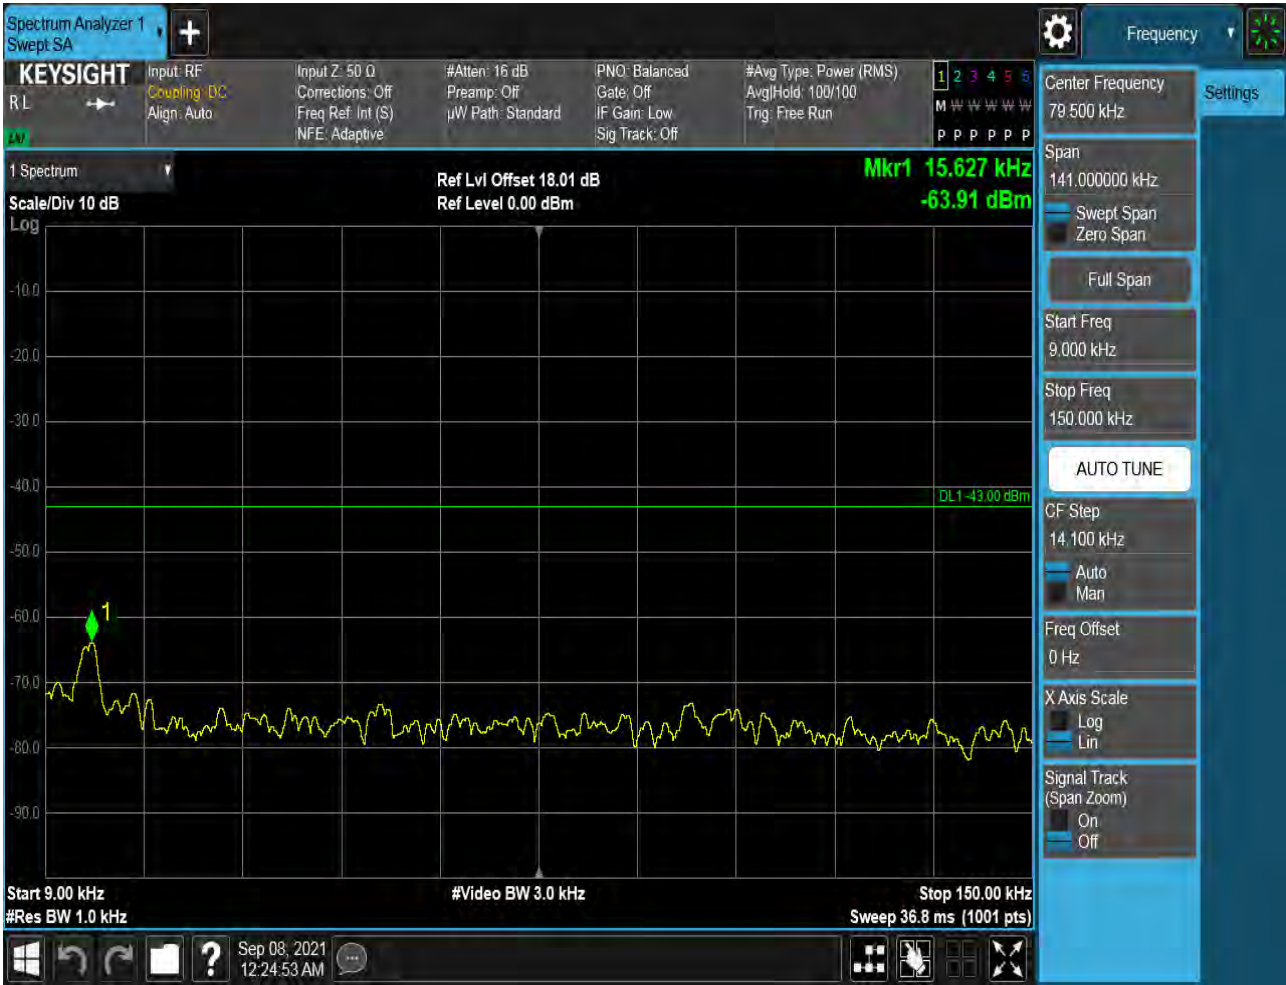 Spectrum Analyzer 1
Swept SA
+
Frequency
KEYSIGHT
R L
LXI
Input: RF
Coupling: DC
Align: Auto
Input Z: 50 Ω
Corrections: Off
Freq Ref: Int (S)
NFE: Adaptive
#Atten: 16 dB
Preamp: Off
µW Path: Standard
PNO: Balanced
Gate: Off
IF Gain: Low
Sig Track: Off
#Avg Type: Power (RMS)
Avg|Hold: 100/100
Trig: Free Run
1 2 3 4 5 6
M W W W W W
P P P P P P
1 Spectrum
Scale/Div 10 dB
Log
Ref Lvl Offset 18.01 dB
Ref Level 0.00 dBm
Mkr1 15.627 kHz
-63.91 dBm
-10.0
-20.0
-30.0
-40.0
DL1 -43.00 dBm
-50.0
-60.0
1
-70.0
-80.0
-90.0
Start 9.00 kHz
#Res BW 1.0 kHz
#Video BW 3.0 kHz
Stop 150.00 kHz
Sweep 36.8 ms (1001 pts)
?
Sep 08, 2021
12:24:53 AM
Center Frequency
79.500 kHz
Settings
Span
141.000000 kHz
Swept Span
Zero Span
Full Span
Start Freq
9.000 kHz
Stop Freq
150.000 kHz
AUTO TUNE
CF Step
14.100 kHz
Auto
Man
Freq Offset
0 Hz
X Axis Scale
Log
Lin
Signal Track
(Span Zoom)
On
Off